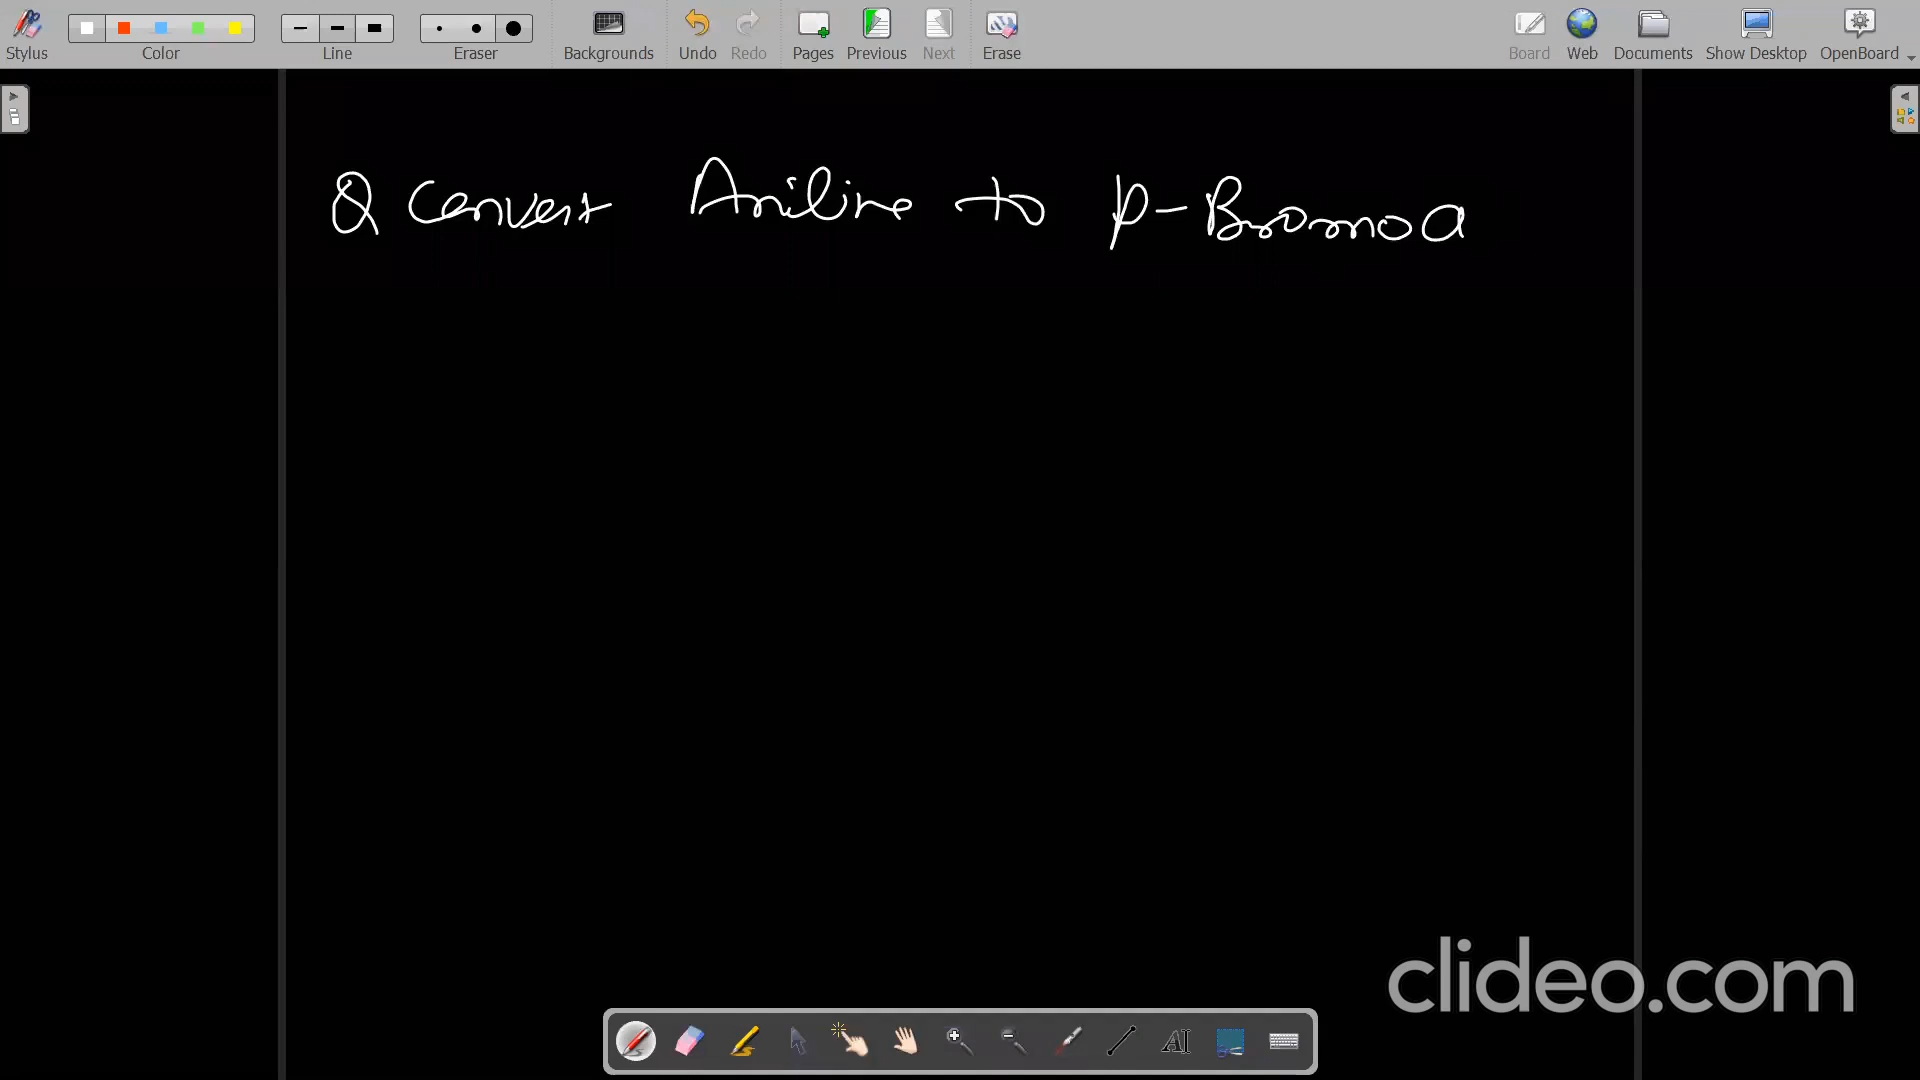 Stylus Color Line Eraser Backgrounds Undo Redo Pages Previous Next Erase Board Web Documents Show Desktop OpenBoard
Q Convert Aniline to p-Bromoa
clideo.com